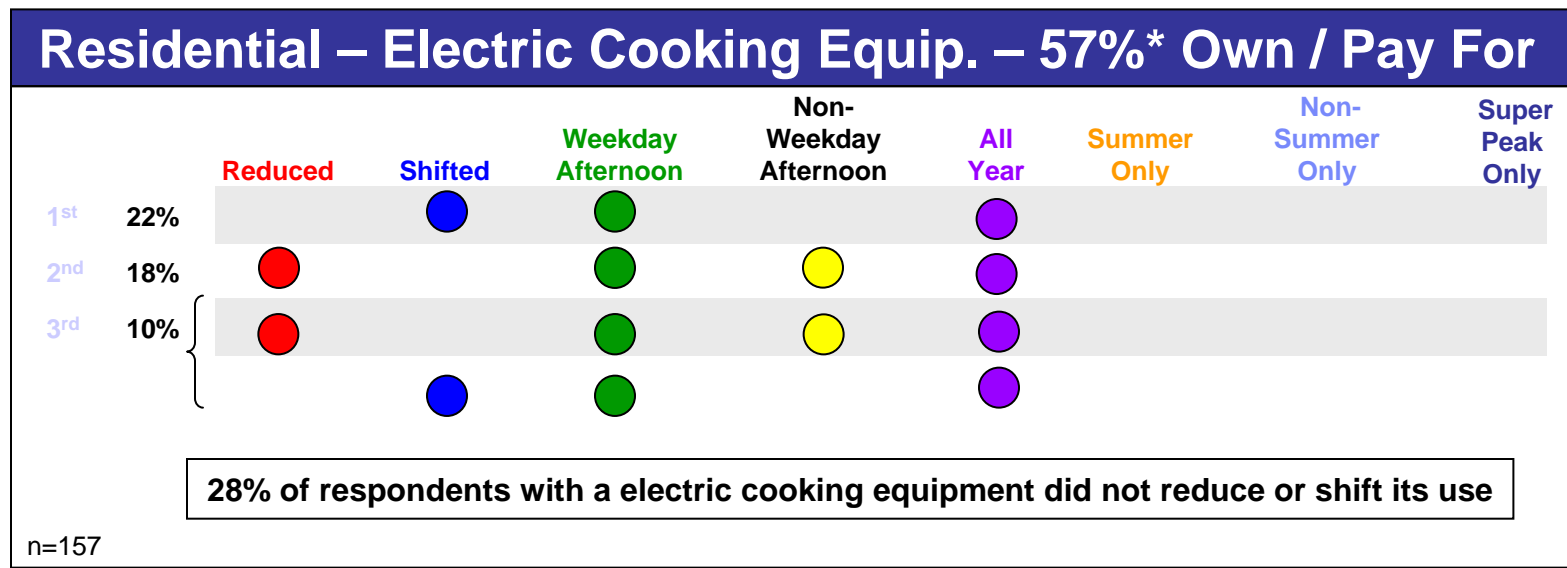 Residential – Electric Cooking Equip. – 57%* Own / Pay For
Reduced
Shifted
Weekday
Afternoon
Non-
Weekday
Afternoon
All
Year
Summer
Only
Non-
Summer
Only
Super
Peak
Only
1st 22%
2nd 18%
3rd 10%
28% of respondents with a electric cooking equipment did not reduce or shift its use
n=157